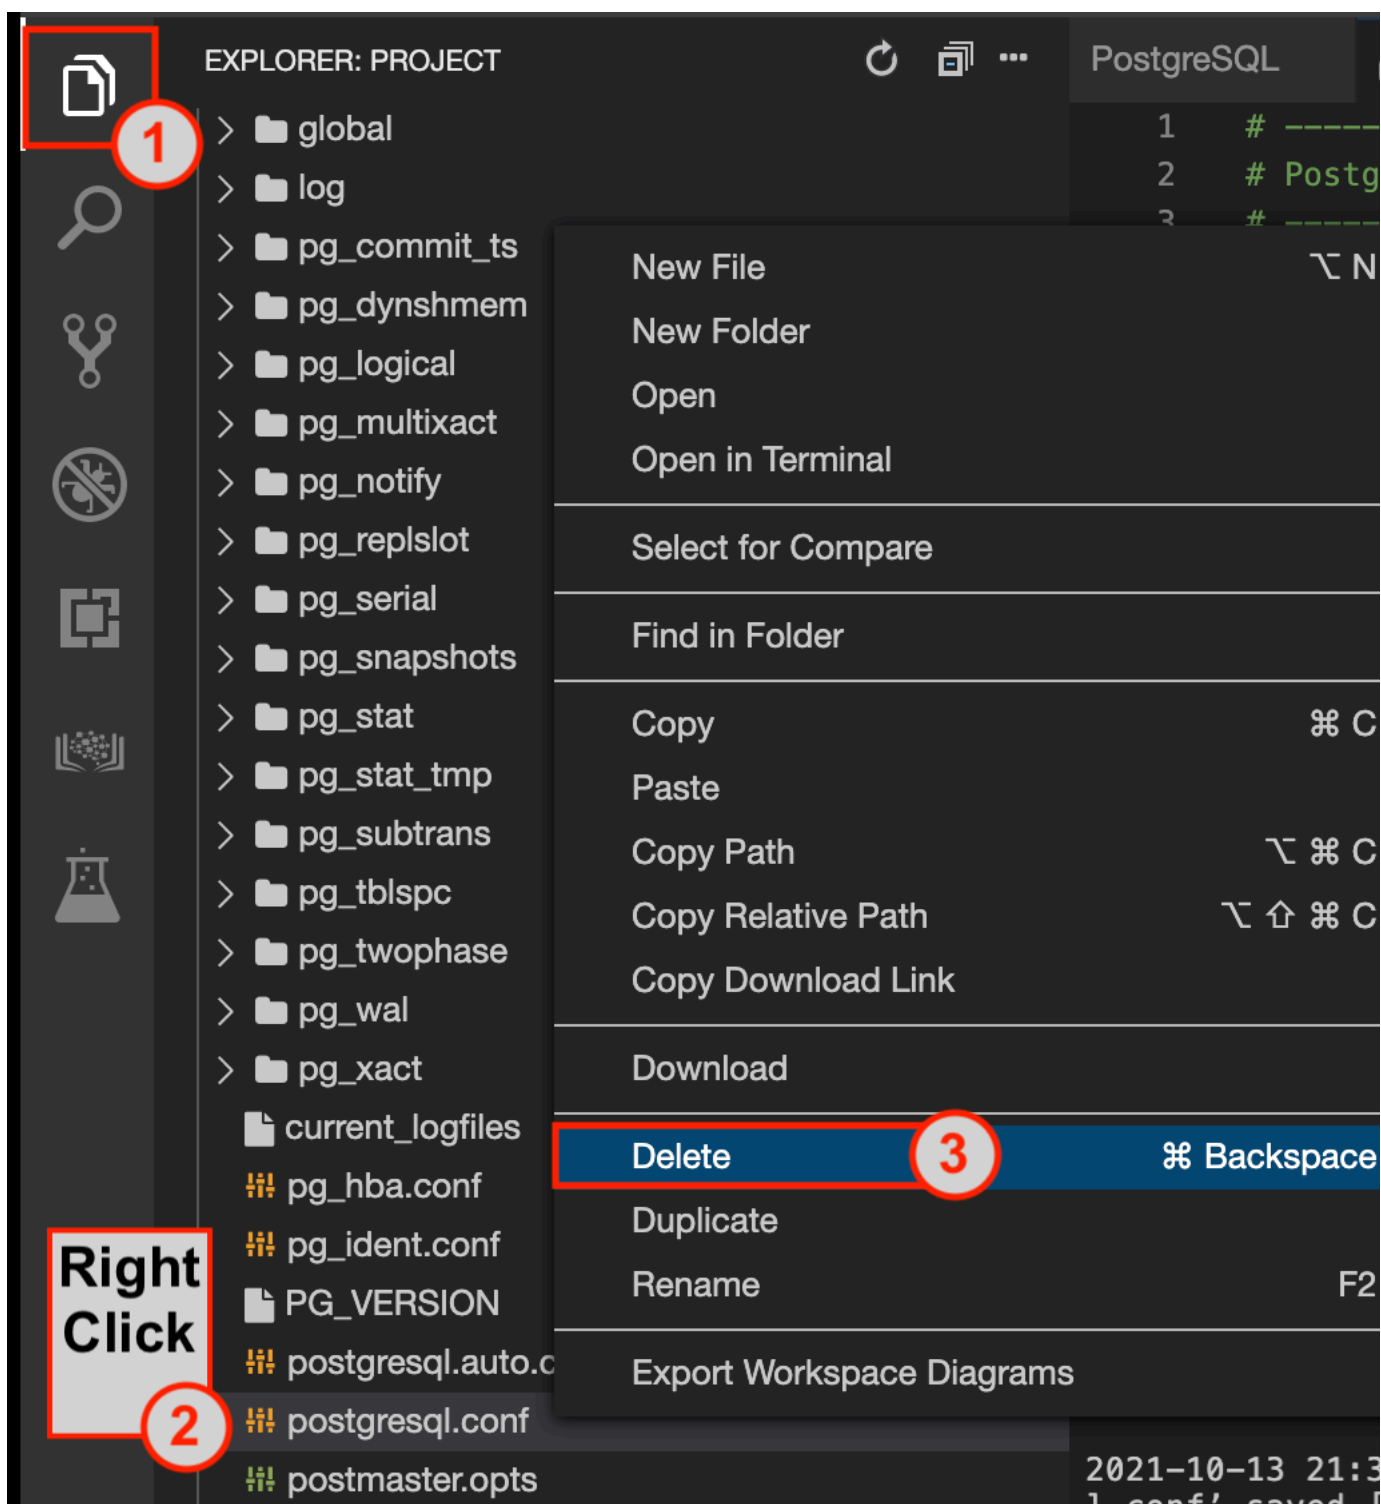 EXPLORER: PROJECT
PostgreSQL
1
global
log
pg_commit_ts
pg_dynshmem
pg_logical
pg_multixact
pg_notify
pg_replslot
pg_serial
pg_snapshots
pg_stat
pg_stat_tmp
pg_subtrans
pg_tblspc
pg_twophase
pg_wal
pg_xact
current_logfiles
pg_hba.conf
pg_ident.conf
PG_VERSION
postgresql.auto.c
postgresql.conf
postmaster.opts
Right
Click
2
1 # -----
2 # Postg
3 # -----
New File ⌥ N
New Folder
Open
Open in Terminal
Select for Compare
Find in Folder
Copy ⌘ C
Paste
Copy Path ⌥ ⌘ C
Copy Relative Path ⌥ ⇧ ⌘ C
Copy Download Link
Download
Delete 3 ⌘ Backspace
Duplicate
Rename F2
Export Workspace Diagrams
2021-10-13 21:3
l.conf' saved [